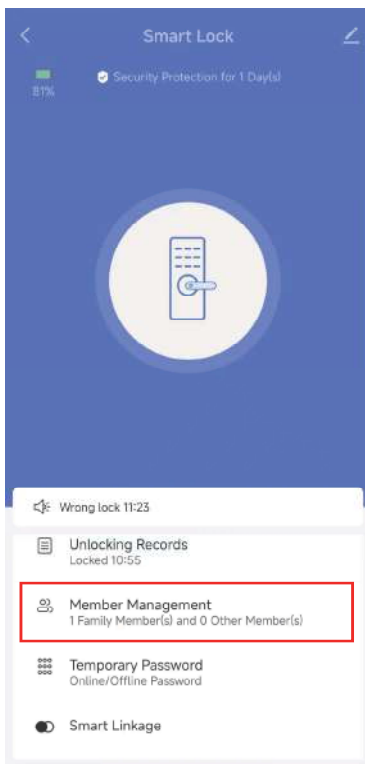 Smart Lock
81%
Security Protection for 1 Day(s)
Wrong lock 11:23
Unlocking Records
Locked 10:55
Member Management
1 Family Member(s) and 0 Other Member(s)
Temporary Password
Online/Offline Password
Smart Linkage